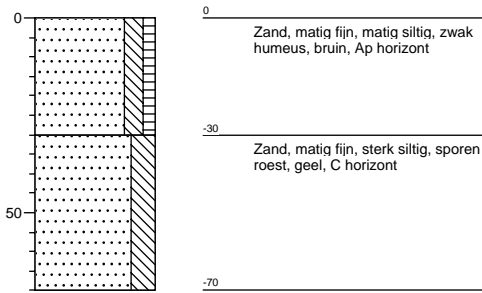 0
0
Zand, matig fijn, matig siltig, zwak
humeus, bruin, Ap horizont
-30
Zand, matig fijn, sterk siltig, sporen
roest, geel, C horizont
50
-70